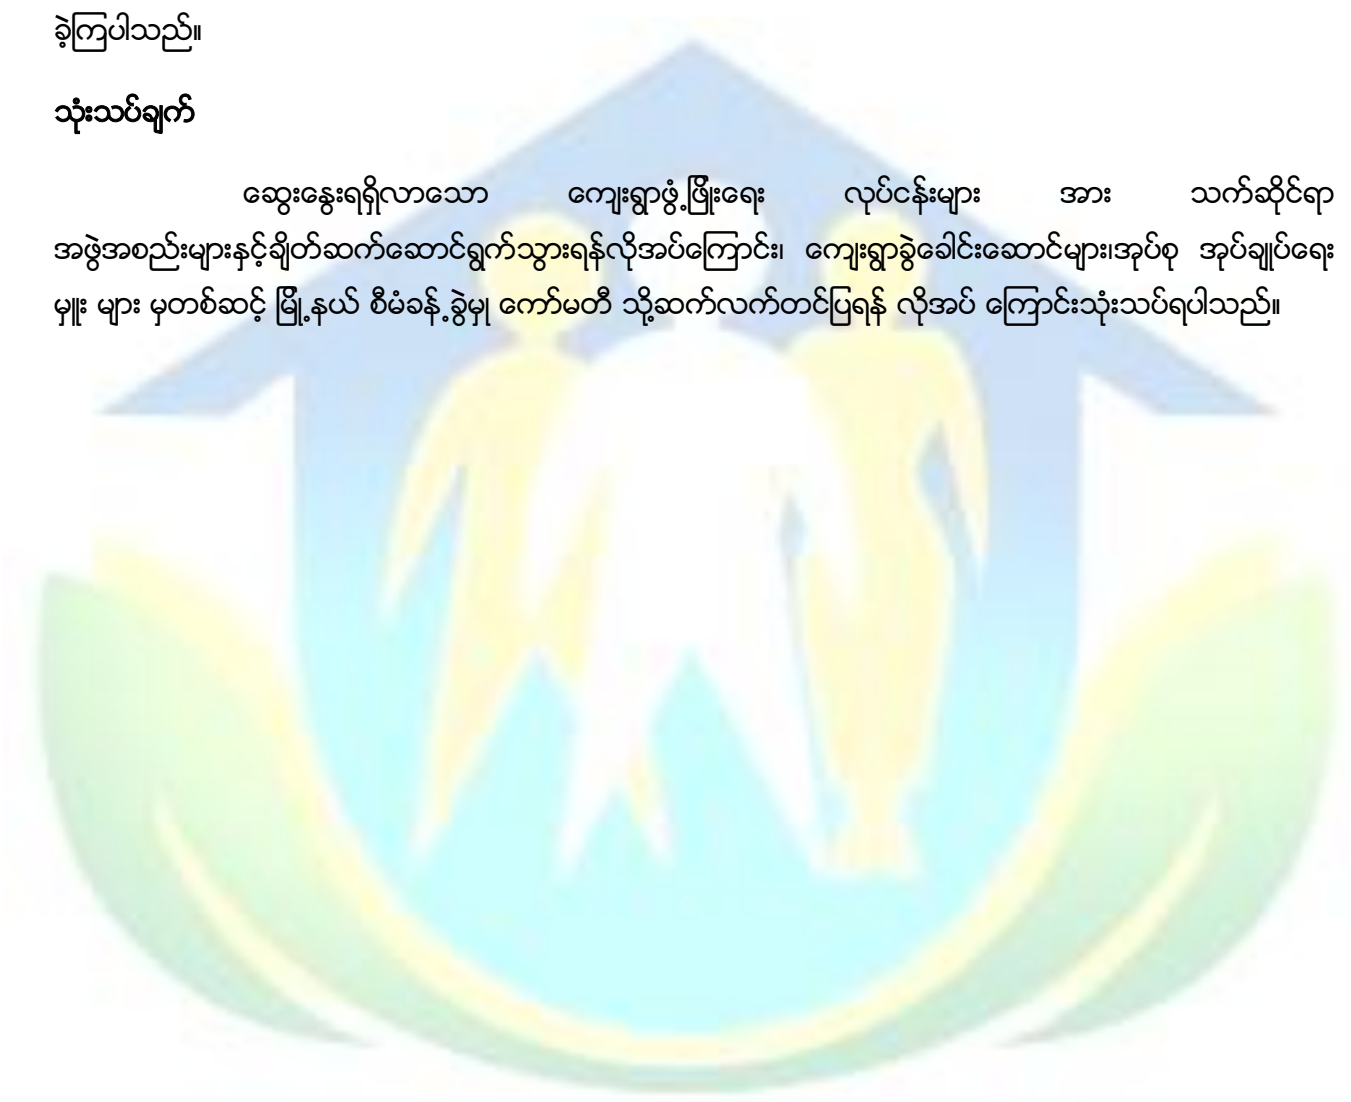 ခဲ့ကြပါသည်။
သုံးသပ်ချက်
ဆွေးနွေးရရှိလာသော ကျေးရွာဖွံ့ဖြိုးရေး လုပ်ငန်းများ အား သက်ဆိုင်ရာ
အဖွဲအစည်းများနှင့်ချိတ်ဆက်ဆောင်ရွက်သွားရန်လိုအပ်ကြောင်း၊ ကျေးရွာခွဲခေါင်းဆောင်များ၊အုပ်စု အုပ်ချုပ်ရေး
မှူး များ မှတစ်ဆင့် မြို့နယ် စီမံခန့်ခွဲမှု ကော်မတီ သို့ဆက်လက်တင်ပြရန် လိုအပ် ကြောင်းသုံးသပ်ရပါသည်။